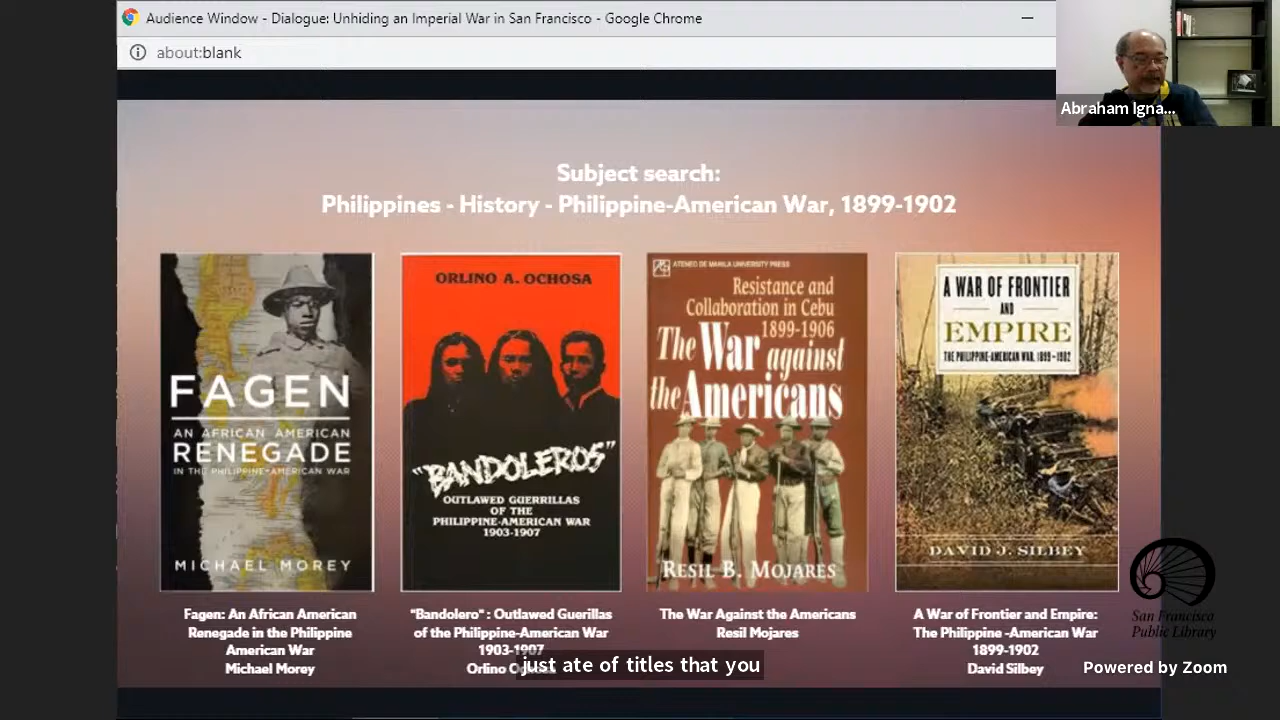 Audience Window - Dialogue: Unhiding an Imperial War in San Francisco - Google Chrome
about:blank
Abraham Igna...
Subject search:
Philippines - History - Philippine-American War, 1899-1902
FAGEN
AN AFRICAN AMERICAN
RENEGADE
IN THE PHILIPPINE-AMERICAN WAR
MICHAEL MOREY
ORLINO A. OCHOSA
"BANDOLEROS"
OUTLAWED GUERRILLAS
OF THE
PHILIPPINE-AMERICAN WAR
1903-1907
ATENEO DE MANILA UNIVERSITY PRESS
Resistance and
Collaboration in Cebu
1899-1906
The War against
the Americans
RESIL B. MOJARES
A WAR OF FRONTIER
AND
EMPIRE
THE PHILIPPINE-AMERICAN WAR, 1899-1902
DAVID J. SILBEY
Fagen: An African American
Renegade in the Philippine
American War
Michael Morey
"Bandolero" : Outlawed Guerillas
of the Philippine-American War
1903-1907
Orlino
The War Against the Americans
Resil Mojares
A War of Frontier and Empire:
The Philippine -American War
1899-1902
David Silbey
just ate of titles that you
San Francisco
Public Library
Powered by Zoom